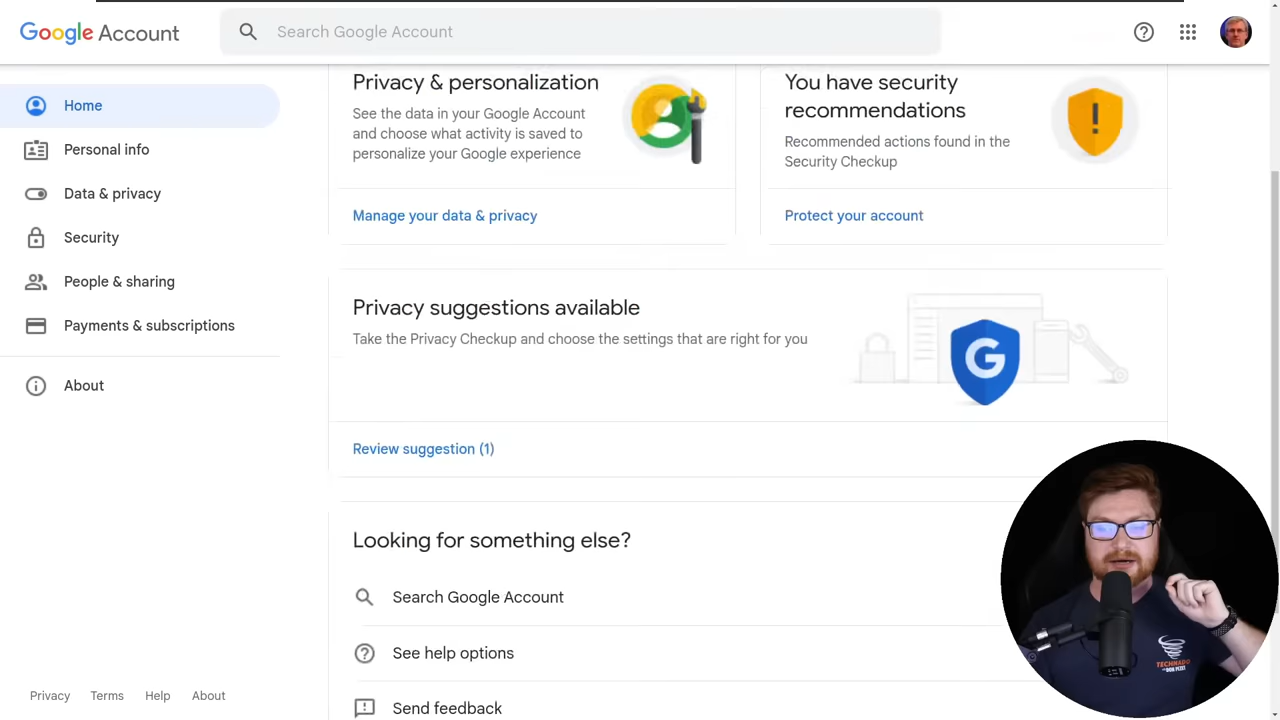 Google Account
Search Google Account
Home
Personal info
Data & privacy
Security
People & sharing
Payments & subscriptions
About
Privacy & personalization
See the data in your Google Account
and choose what activity is saved to
personalize your Google experience
Manage your data & privacy
You have security
recommendations
Recommended actions found in the
Security Checkup
Protect your account
Privacy suggestions available
Take the Privacy Checkup and choose the settings that are right for you
G
Review suggestion (1)
Looking for something else?
Search Google Account
See help options
Send feedback
Privacy Terms Help About
TECHNADO